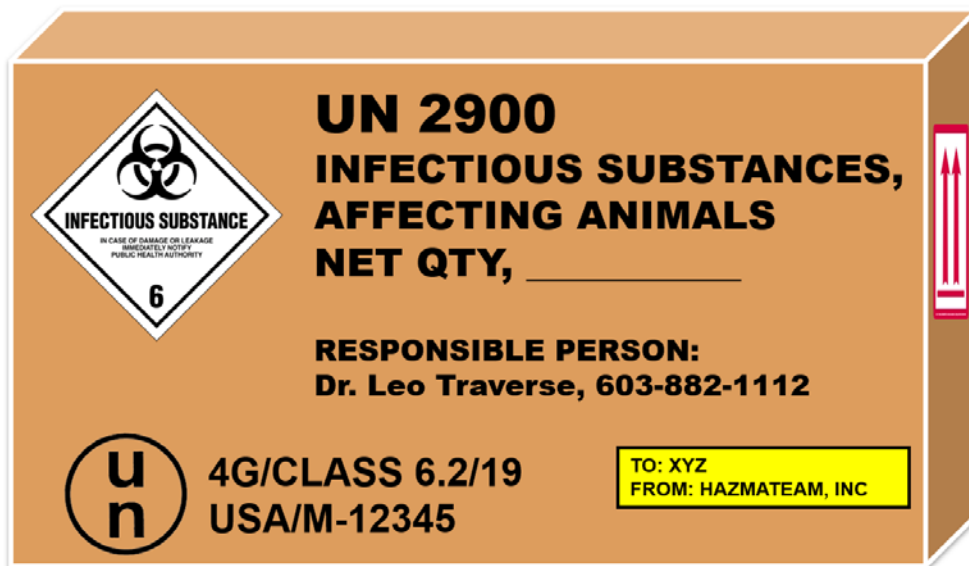 UN 2900
INFECTIOUS SUBSTANCES,
AFFECTING ANIMALS
NET QTY, ___________
INFECTIOUS SUBSTANCE
IN CASE OF DAMAGE OR LEAKAGE
IMMEDIATELY NOTIFY
PUBLIC HEALTH AUTHORITY
6
RESPONSIBLE PERSON:
Dr. Leo Traverse, 603-882-1112
u
n
4G/CLASS 6.2/19
USA/M-12345
TO: XYZ
FROM: HAZMATEAM, INC